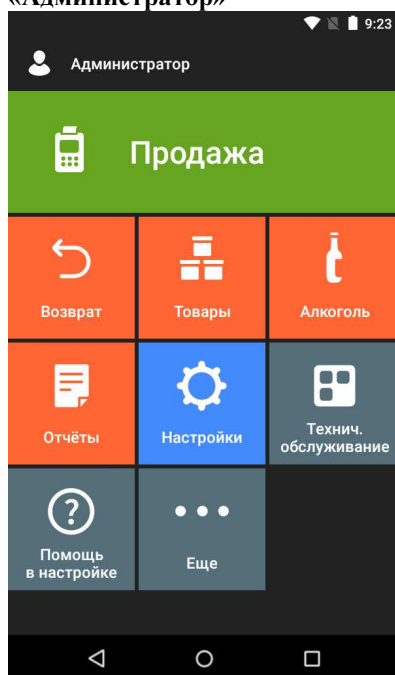 «Администратор»
9:23
Администратор
Продажа
Возврат
Товары
Алкоголь
Отчёты
Настройки
Технич.
обслуживание
Помощь
в настройке
Еще